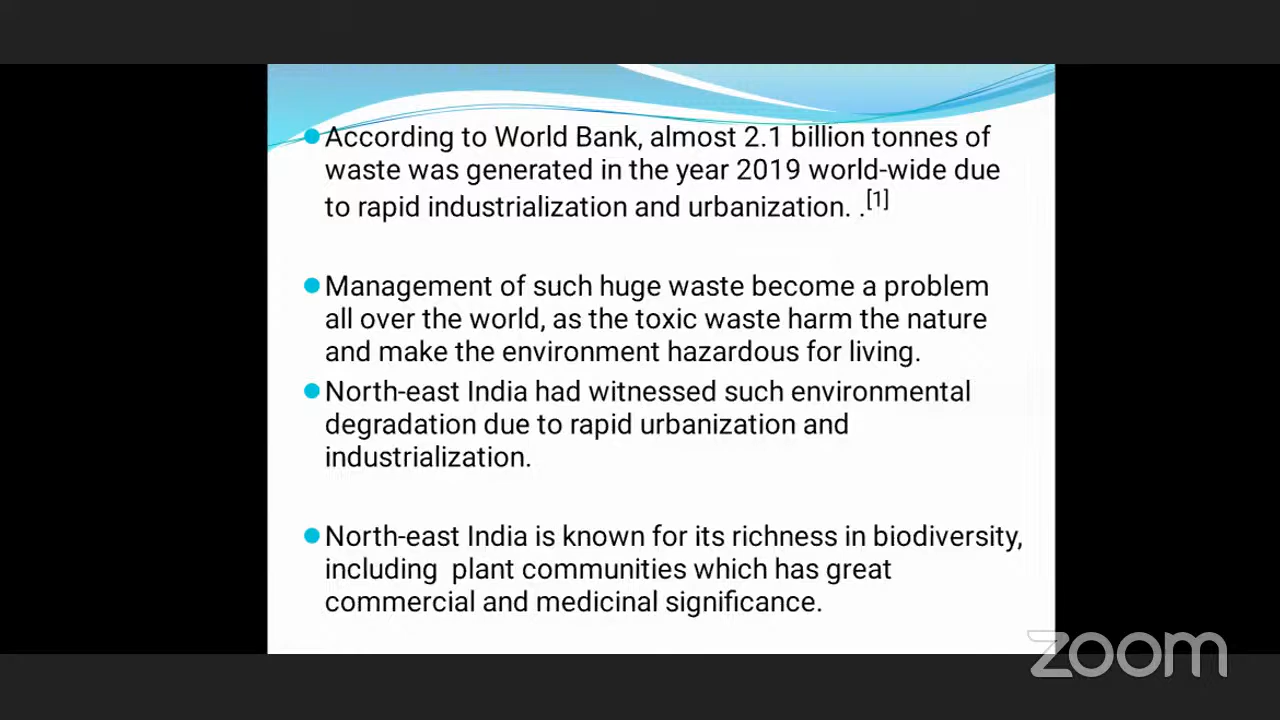 According to World Bank, almost 2.1 billion tonnes of
waste was generated in the year 2019 world-wide due
to rapid industrialization and urbanization. .[1]
Management of such huge waste become a problem
all over the world, as the toxic waste harm the nature
and make the environment hazardous for living.
North-east India had witnessed such environmental
degradation due to rapid urbanization and
industrialization.
North-east India is known for its richness in biodiversity,
including  plant communities which has great
commercial and medicinal significance.
zoom